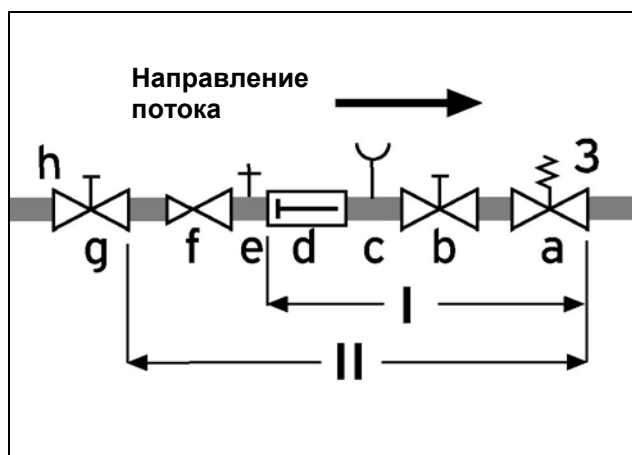 Направление
потока
h 3
g f e d c b a
I
II